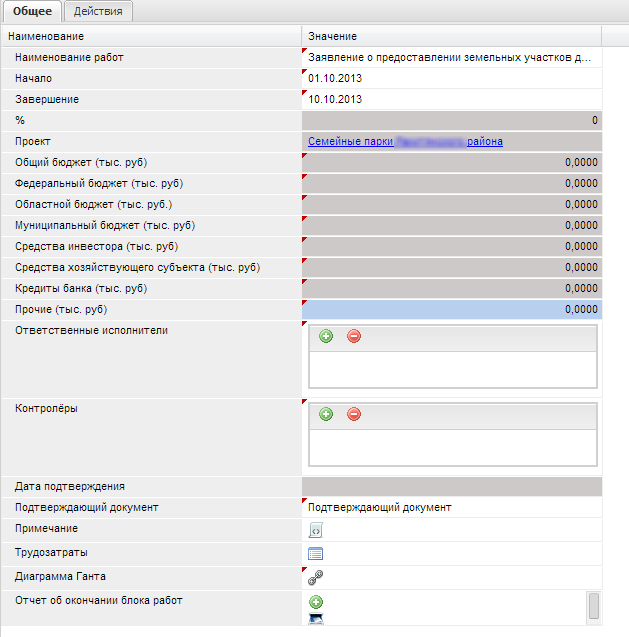 Общее Действия
Наименование Значение
Наименование работ Заявление о предоставлении земельных участков д...
Начало 01.10.2013
Завершение 10.10.2013
% 0
Проект Семейные парки района
Общий бюджет (тыс. руб) 0,0000
Федеральный бюджет (тыс. руб) 0,0000
Областной бюджет (тыс. руб.) 0,0000
Муниципальный бюджет (тыс. руб) 0,0000
Средства инвестора (тыс. руб) 0,0000
Средства хозяйствующего субъекта (тыс. руб) 0,0000
Кредиты банка (тыс. руб) 0,0000
Прочие (тыс. руб) 0,0000
Ответственные исполнители
Контролёры
Дата подтверждения
Подтверждающий документ Подтверждающий документ
Примечание
Трудозатраты
Диаграмма Ганта
Отчет об окончании блока работ